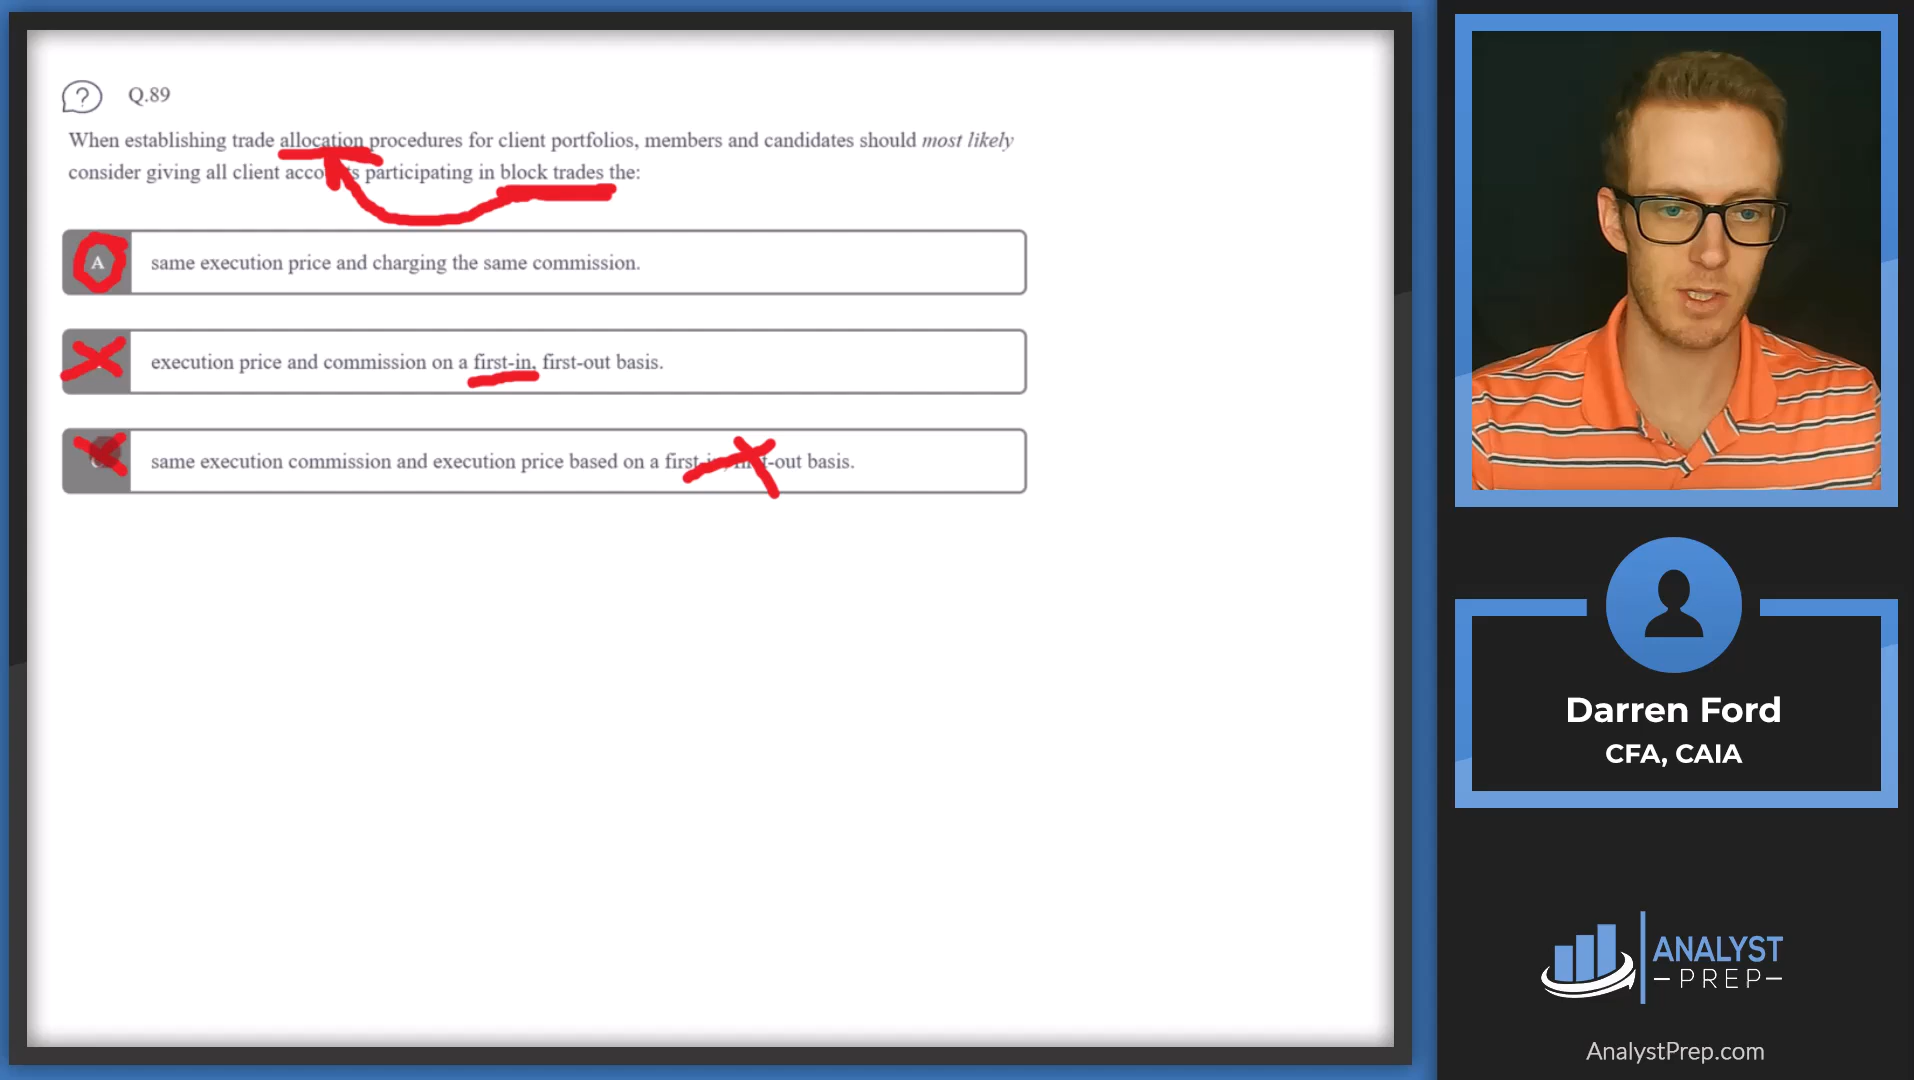 Q.89
When establishing trade allocation procedures for client portfolios, members and candidates should most likely
consider giving all client participating in block trades the:
A
same execution price and charging the same commission.
execution price and commission on a first-in, first-out basis.
same execution commission and execution price based on a first-out basis.
Darren Ford
CFA, CAIA
ANALYST
PREP
AnalystPrep.com